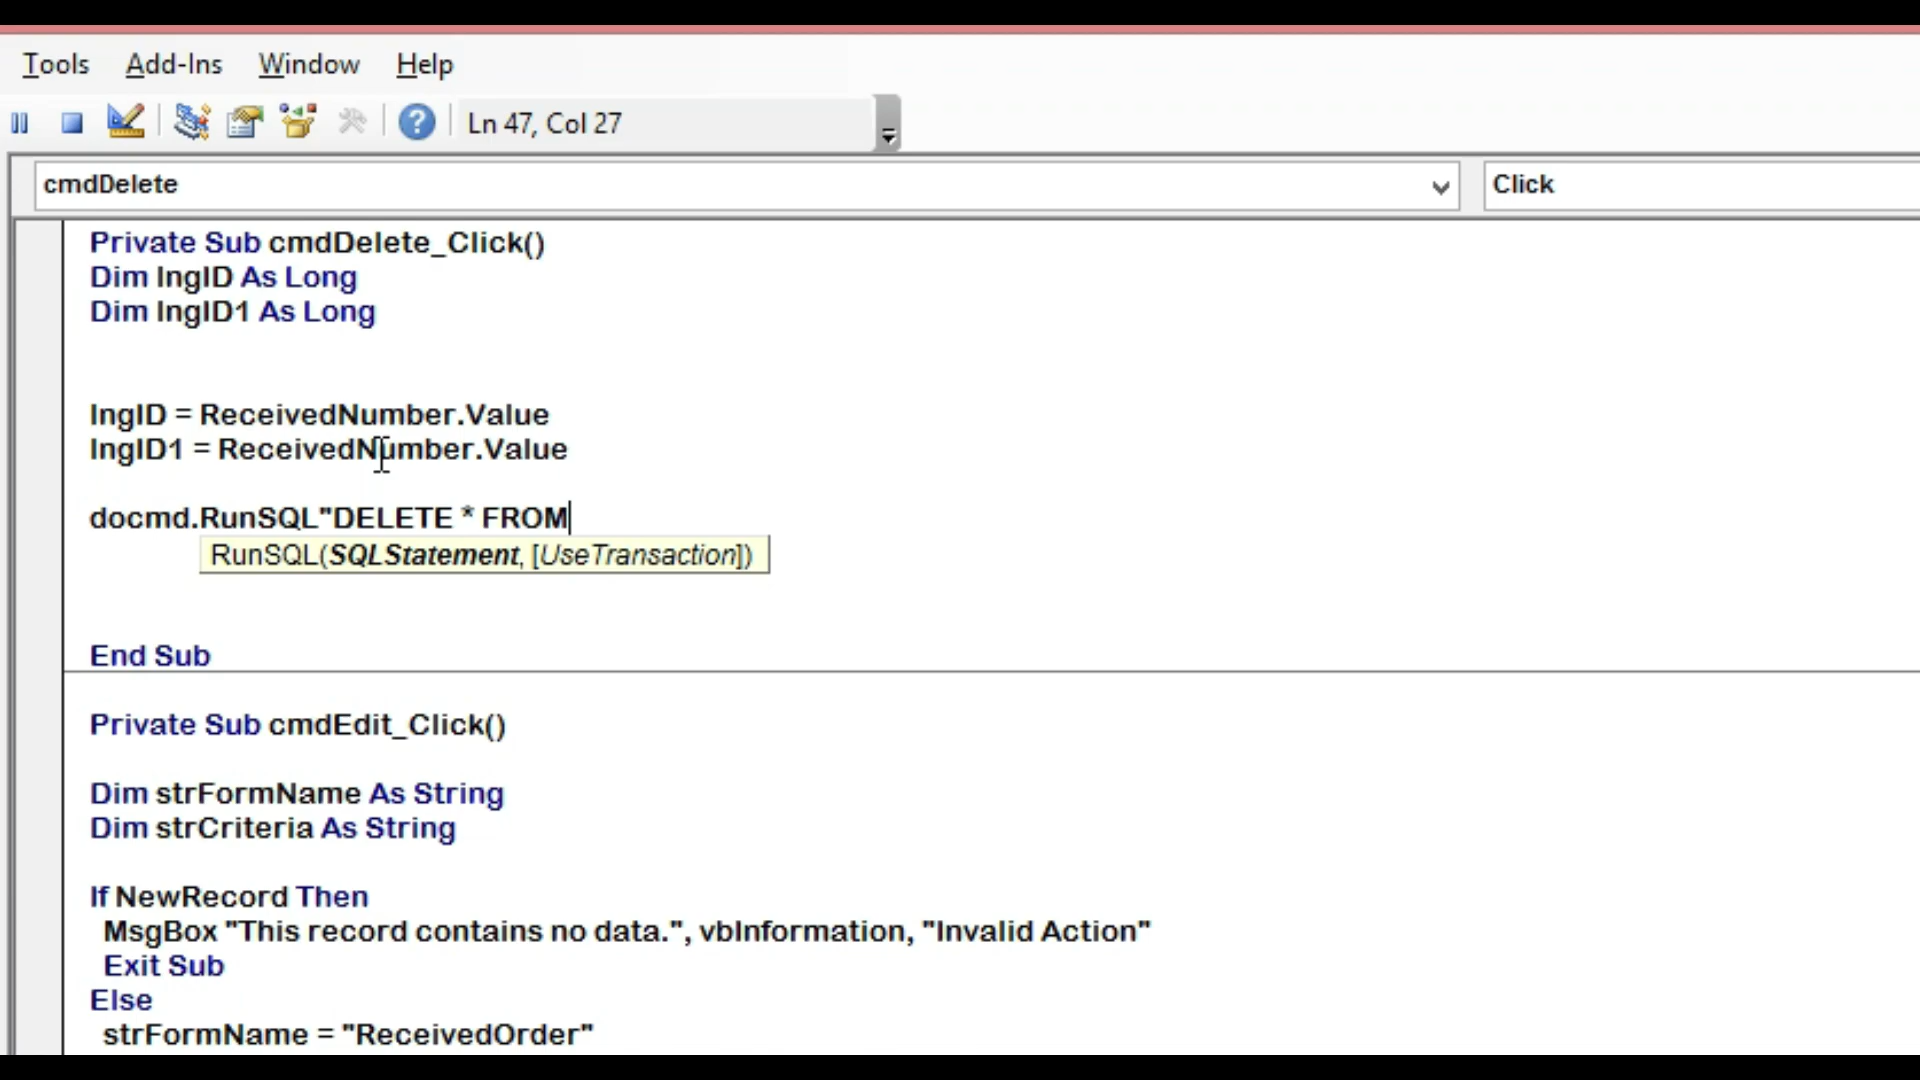 Tools Add-Ins Window Help
Ln 47, Col 27
cmdDelete Click
Private Sub cmdDelete_Click()
Dim lngID As Long
Dim lngID1 As Long
lngID = ReceivedNumber.Value
lngID1 = ReceivedNumber.Value
docmd.RunSQL"DELETE * FROM
RunSQL(SQLStatement, [UseTransaction])
End Sub
Private Sub cmdEdit_Click()
Dim strFormName As String
Dim strCriteria As String
If NewRecord Then
MsgBox "This record contains no data.", vbInformation, "Invalid Action"
Exit Sub
Else
strFormName = "ReceivedOrder"